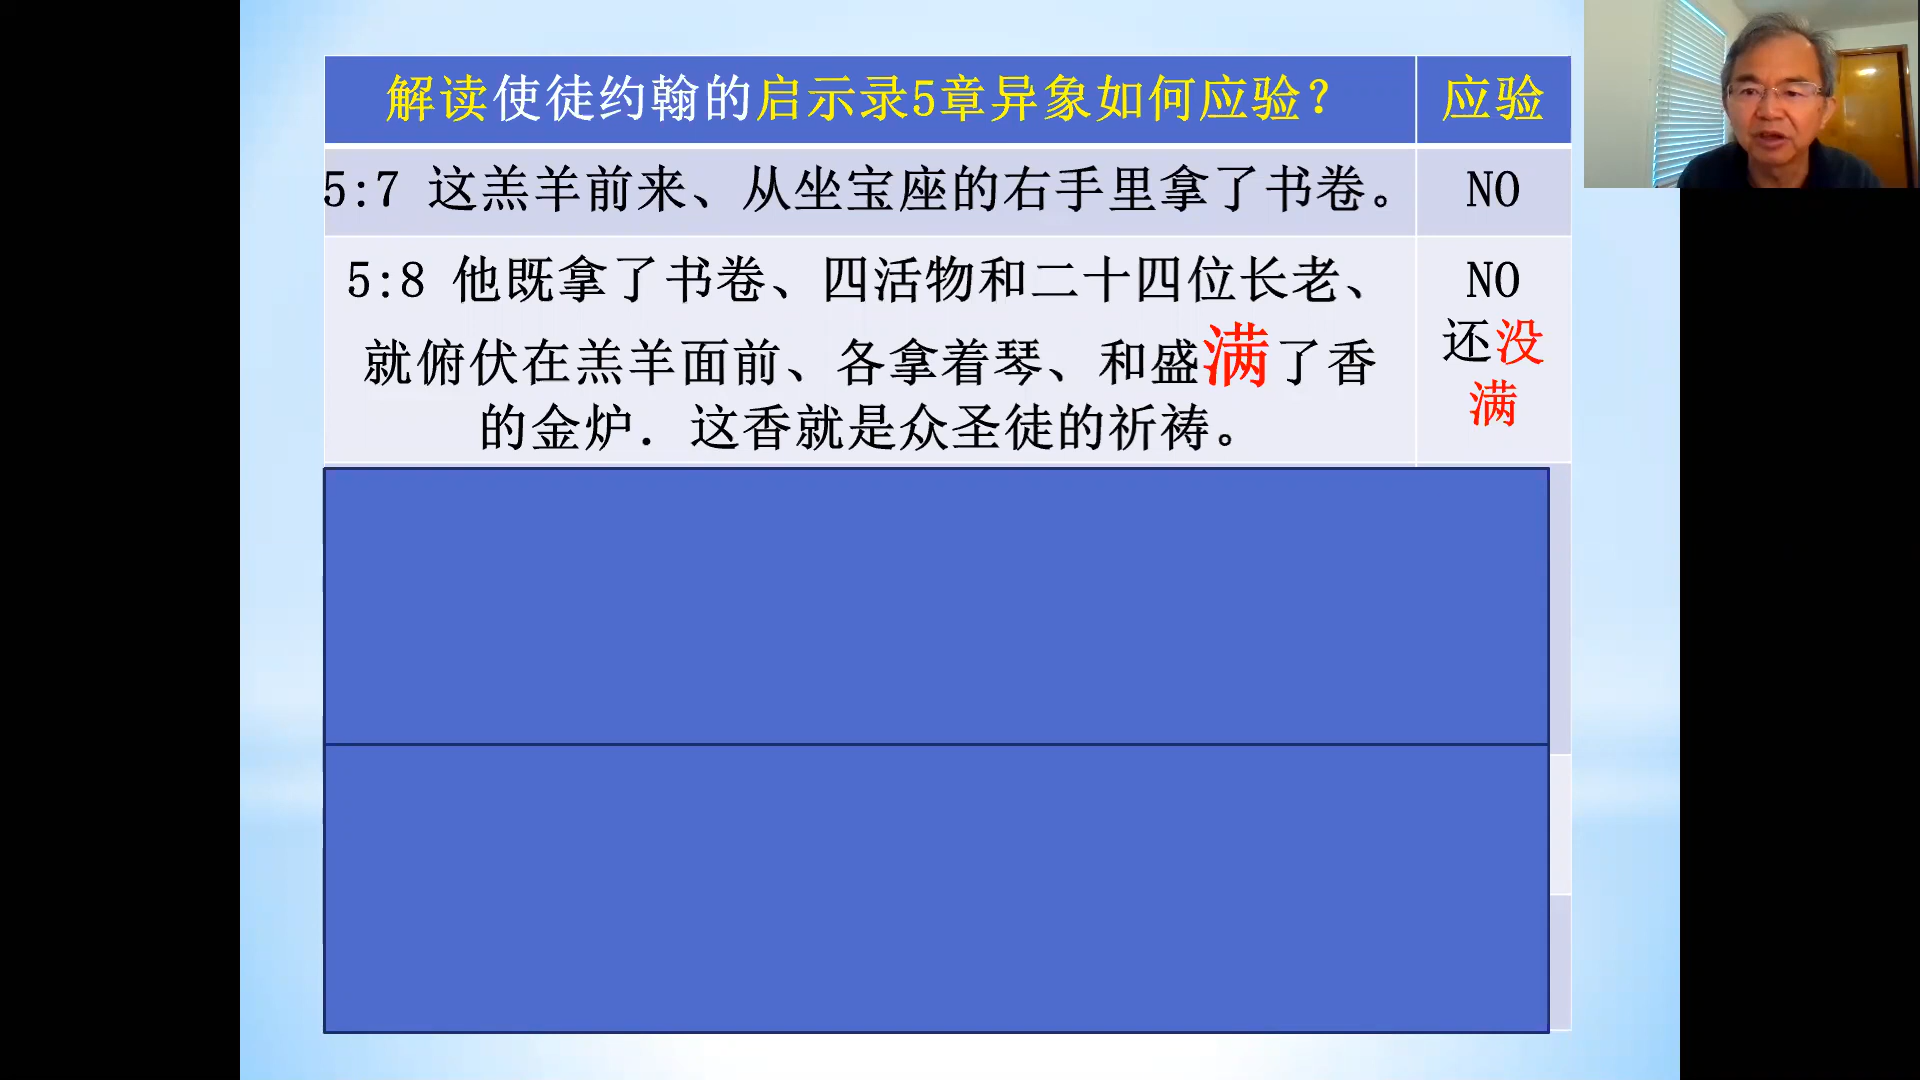 解读使徒约翰的启示录5章异象如何应验？ 应验
5:7 这羔羊前来、从坐宝座的右手里拿了书卷。 NO
5:8 他既拿了书卷、四活物和二十四位长老、
就俯伏在羔羊面前、各拿着琴、和盛满了香
的金炉．这香就是众圣徒的祈祷。
NO
还没
满